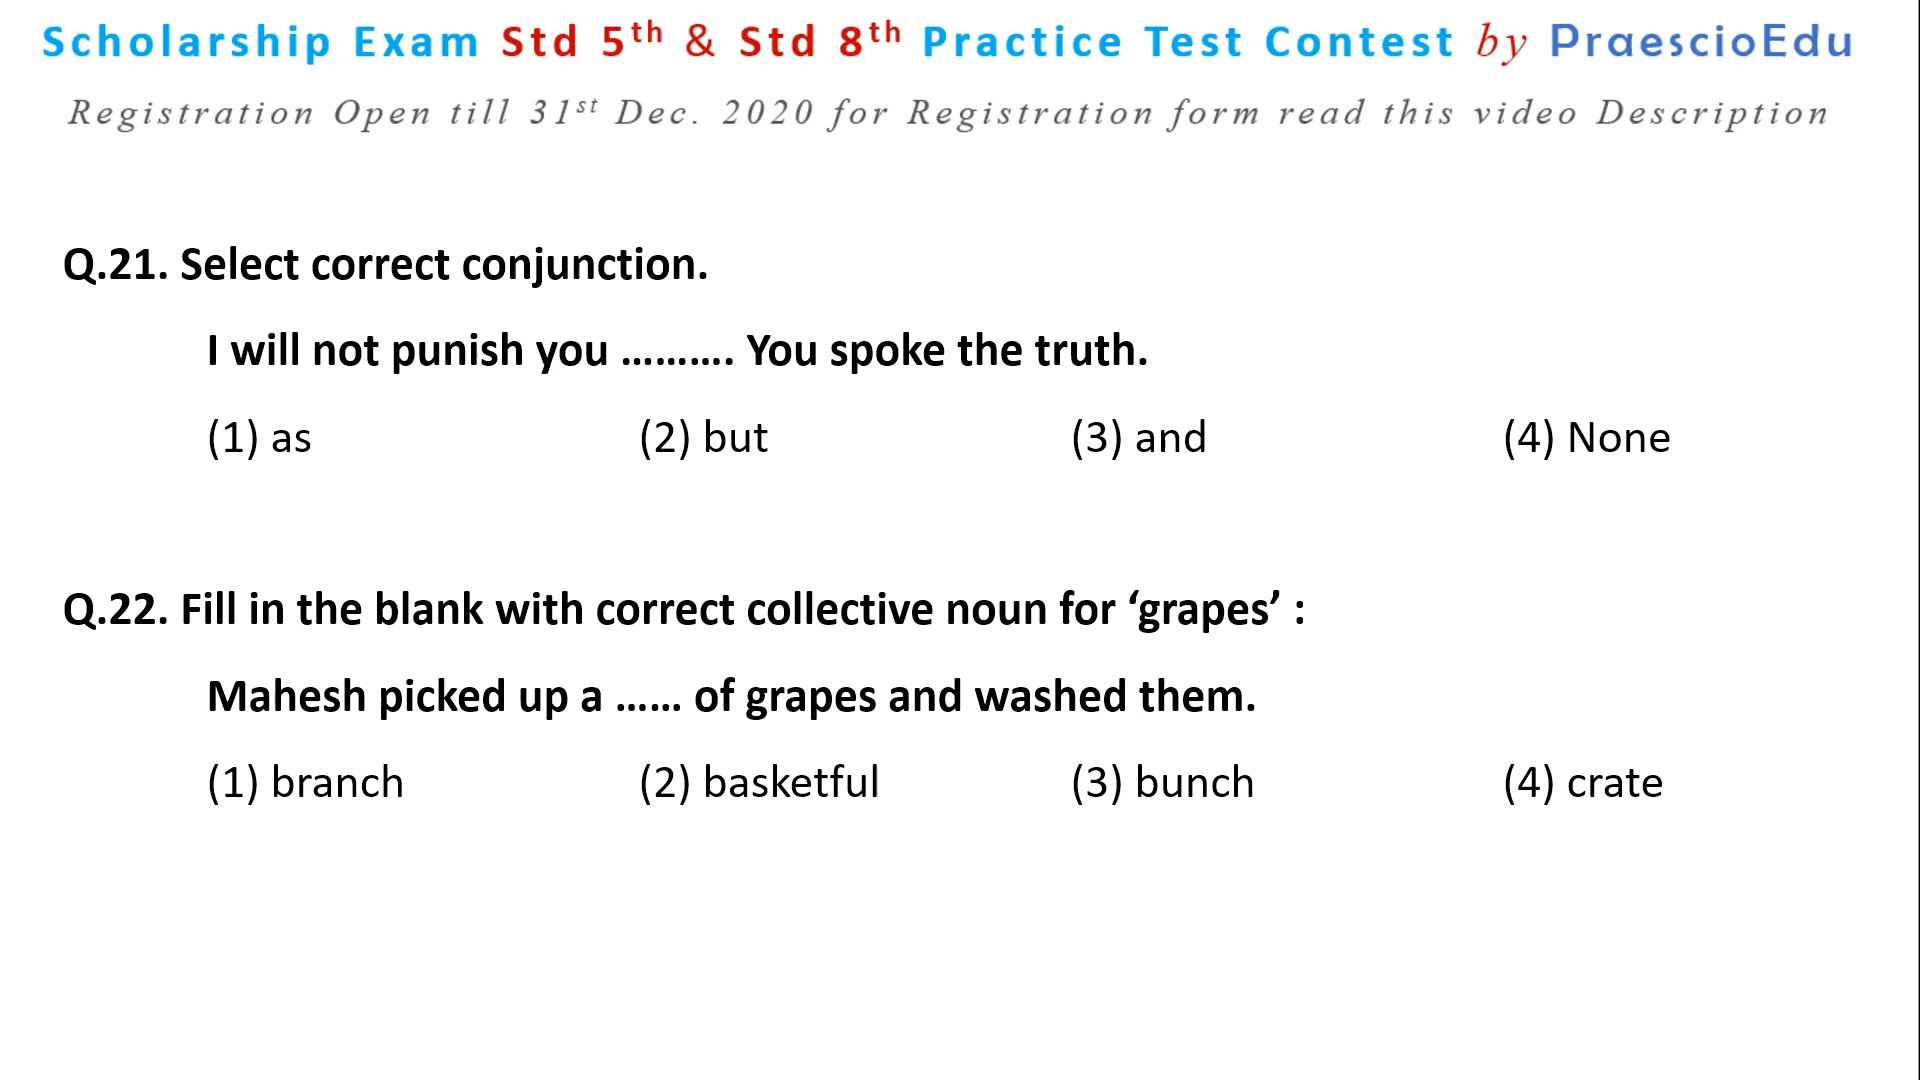 Scholarship Exam Std 5th & Std 8th Practice Test Contest by PraescioEdu
Registration Open till 31st Dec. 2020 for Registration form read this video Description
Q.21. Select correct conjunction.
I will not punish you .......... You spoke the truth.
(1) as (2) but (3) and (4) None
Q.22. Fill in the blank with correct collective noun for ‘grapes’ :
Mahesh picked up a ...... of grapes and washed them.
(1) branch (2) basketful (3) bunch (4) crate